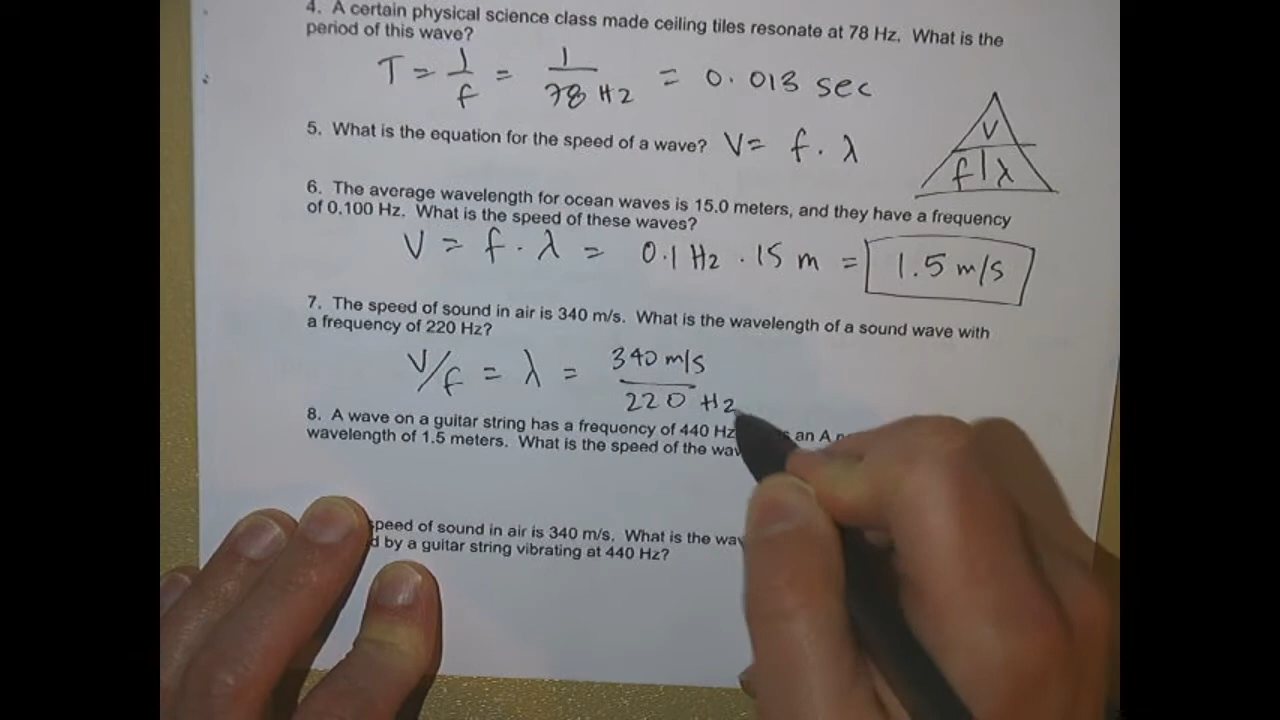 4. A certain physical science class made ceiling tiles resonate at 78 Hz. What is the
period of this wave?
T = 1/f = 1/78 Hz = 0.013 sec
5. What is the equation for the speed of a wave? V = f · λ
V
f | λ
6. The average wavelength for ocean waves is 15.0 meters, and they have a frequency
of 0.100 Hz. What is the speed of these waves?
V = f · λ = 0.1 Hz · 15 m = 1.5 m/s
7. The speed of sound in air is 340 m/s. What is the wavelength of a sound wave with
a frequency of 220 Hz?
V/f = λ = 340 m/s
220 Hz
8. A wave on a guitar string has a frequency of 440 Hz an A
wavelength of 1.5 meters. What is the speed of the
speed of sound in air is 340 m/s. What is the
by a guitar string vibrating at 440 Hz?